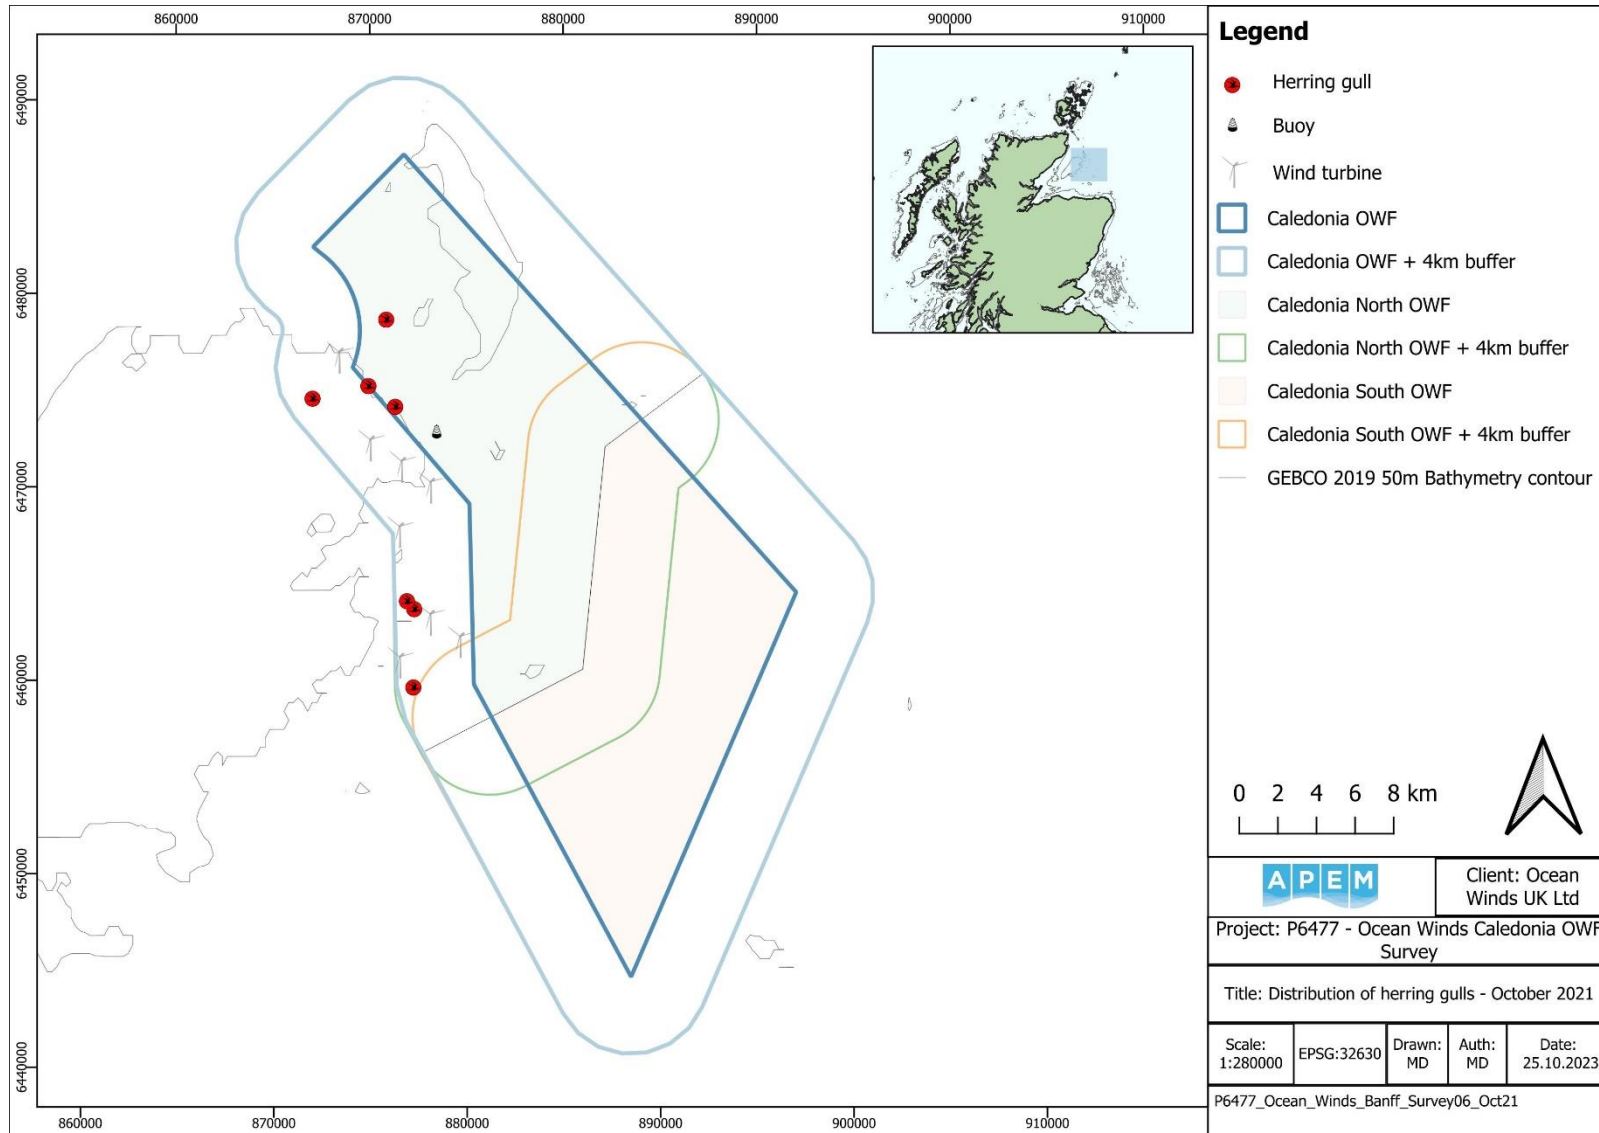 860000 870000 880000 890000 900000 910000
6490000
6480000
6470000
6460000
6450000
6440000
860000 870000 880000 890000 900000 910000
Legend
Herring gull
Buoy
Wind turbine
Caledonia OWF
Caledonia OWF + 4km buffer
Caledonia North OWF
Caledonia North OWF + 4km buffer
Caledonia South OWF
Caledonia South OWF + 4km buffer
GEBCO 2019 50m Bathymetry contour
0 2 4 6 8 km
APEM
Client: Ocean
Winds UK Ltd
Project: P6477 - Ocean Winds Caledonia OWF
Survey
Title: Distribution of herring gulls - October 2021
Scale:
1:280000
EPSG:32630
Drawn:
MD
Auth:
MD
Date:
25.10.2023
P6477_Ocean_Winds_Banff_Survey06_Oct21